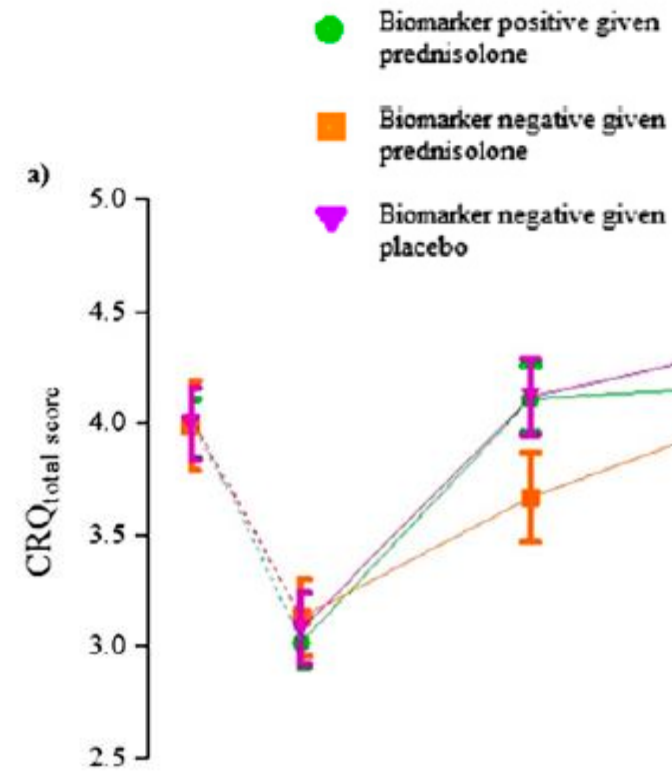 Biomarker positive given
prednisolone
Biomarker negative given
prednisolone
a)
Biomarker negative given
placebo
5.0
4.5
4.0
3.5
3.0
2.5
CRQtotal score